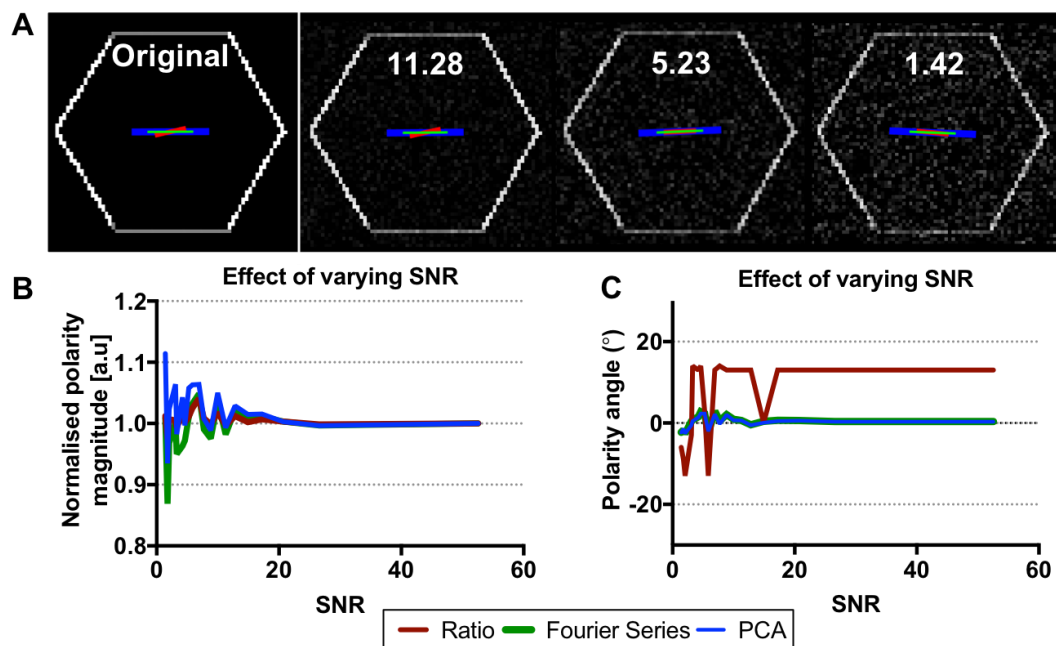 A
Original
11.28
5.23
1.42
B
Effect of varying SNR
Normalised polarity
magnitude [a.u]
1.2
1.1
1.0
0.9
0.8
0
20
40
60
SNR
C
Effect of varying SNR
Polarity angle (°)
20
0
-20
0
20
40
60
SNR
Ratio
Fourier Series
PCA